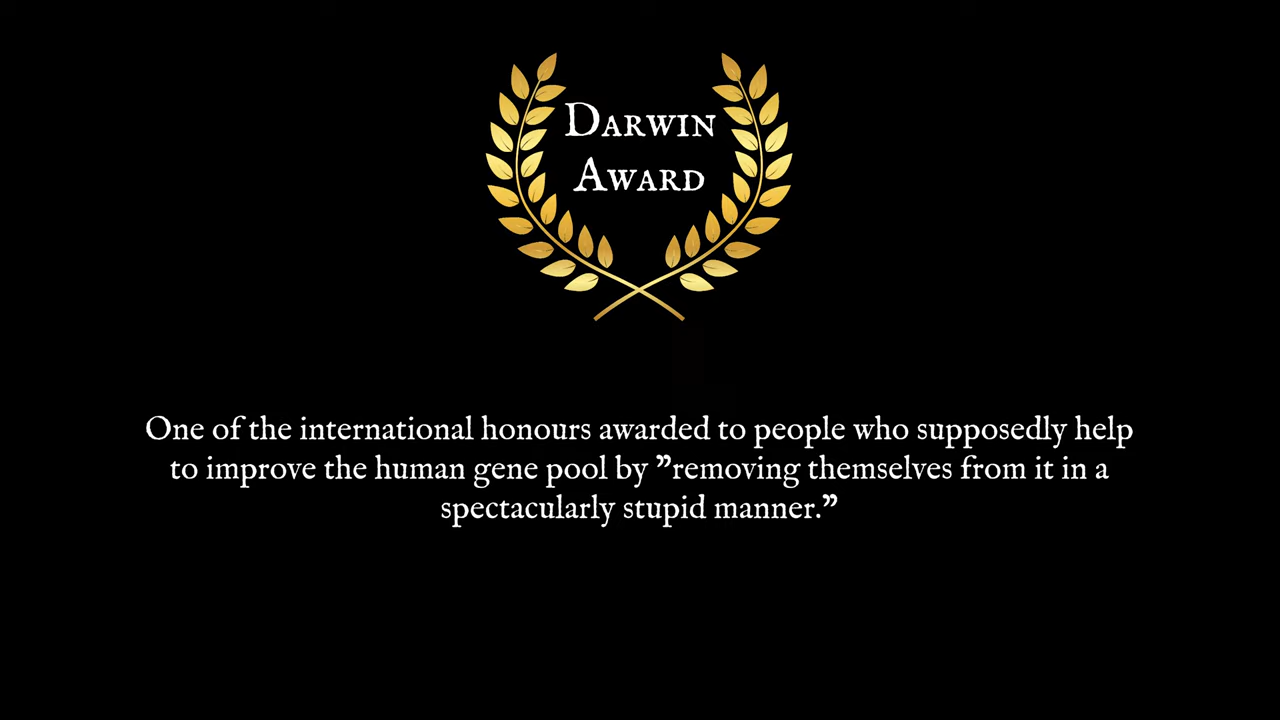 Darwin
Award
One of the international honours awarded to people who supposedly help
to improve the human gene pool by ”removing themselves from it in a
spectacularly stupid manner.”